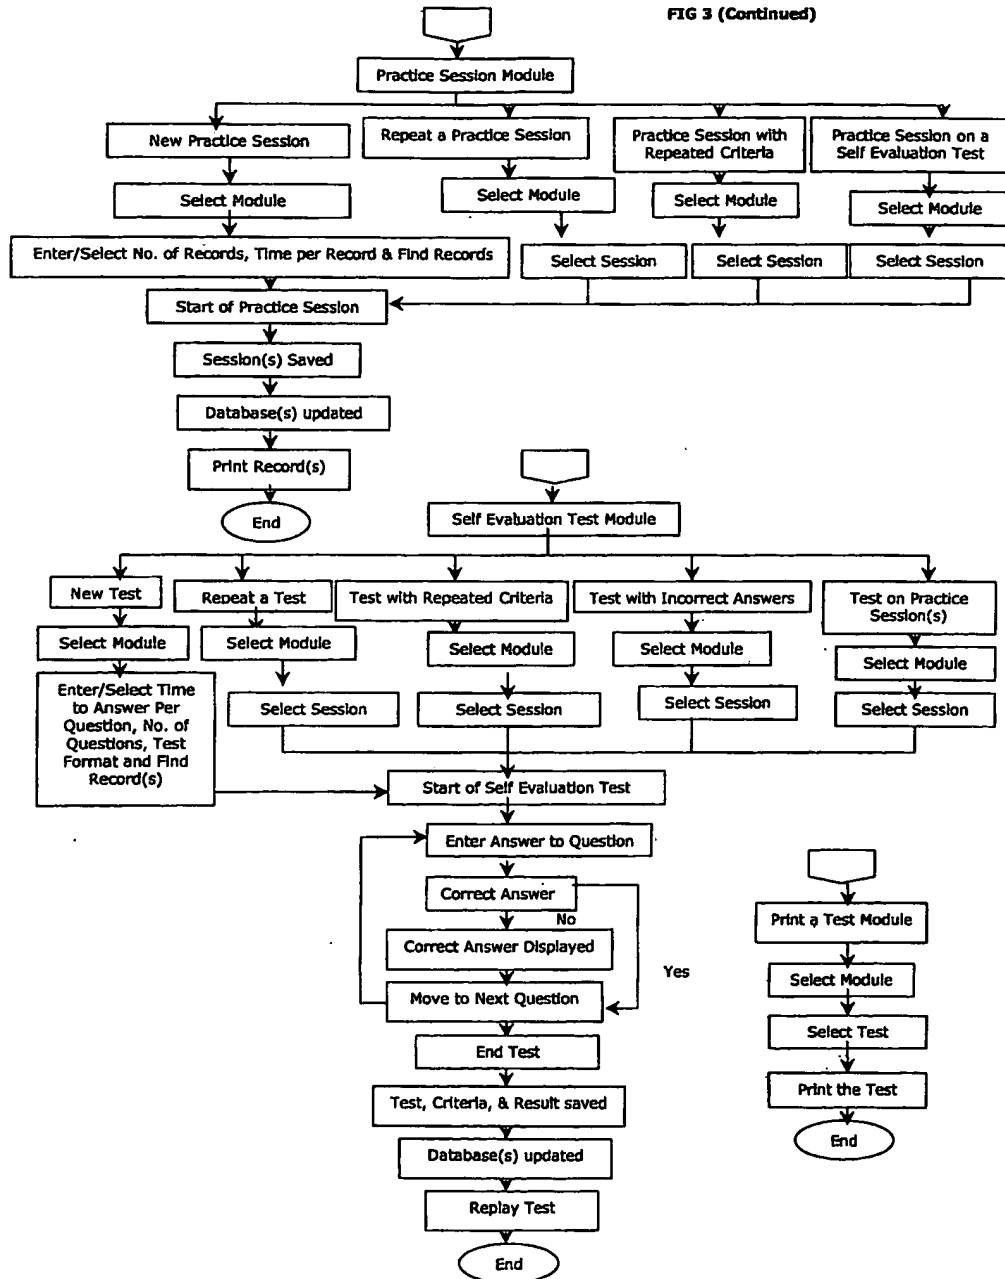 FIG 3 (Continued)
Practice Session Module
New Practice Session
Repeat a Practice Session
Practice Session with
Repeated Criteria
Practice Session on a
Self Evaluation Test
Select Module
Select Module
Select Module
Select Module
Enter/Select No. of Records, Time per Record & Find Records
Select Session
Select Session
Select Session
Start of Practice Session
Session(s) Saved
Database(s) updated
Print Record(s)
End
Self Evaluation Test Module
New Test
Repeat a Test
Test with Repeated Criteria
Test with Incorrect Answers
Test on Practice
Session(s)
Select Module
Select Module
Select Module
Select Module
Select Module
Enter/Select Time
to Answer Per
Question, No. of
Questions, Test
Format and Find
Record(s)
Select Session
Select Session
Select Session
Select Session
Start of Self Evaluation Test
Enter Answer to Question
Correct Answer
No
Correct Answer Displayed
Yes
Move to Next Question
End Test
Test, Criteria, & Result saved
Database(s) updated
Replay Test
End
Print a Test Module
Select Module
Select Test
Print the Test
End